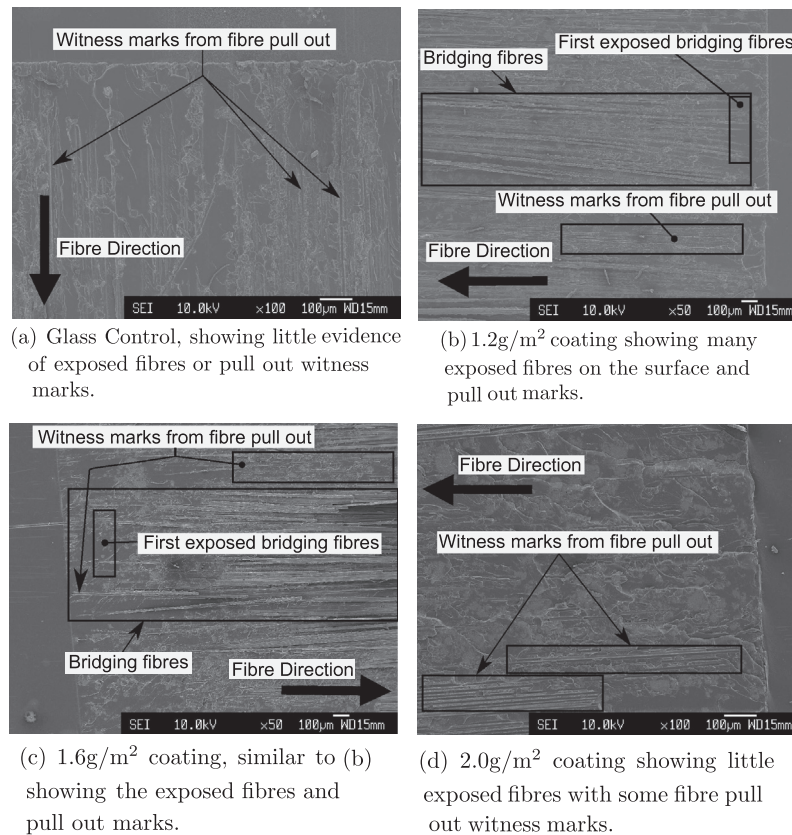 Witness marks from fibre pull out
Fibre Direction
SEI 10.0kV ×100 100µm WD15mm
(a) Glass Control, showing little evidence
of exposed fibres or pull out witness
marks.
First exposed bridging fibres
Bridging fibres
Witness marks from fibre pull out
Fibre Direction
SEI 10.0kV ×50 100µm WD15mm
(b) 1.2g/m² coating showing many
exposed fibres on the surface and
pull out marks.
Witness marks from fibre pull out
First exposed bridging fibres
Bridging fibres
Fibre Direction
SEI 10.0kV ×50 100µm WD15mm
(c) 1.6g/m² coating, similar to (b)
showing the exposed fibres and
pull out marks.
Fibre Direction
Witness marks from fibre pull out
SEI 10.0kV ×100 100µm WD15mm
(d) 2.0g/m² coating showing little
exposed fibres with some fibre pull
out witness marks.